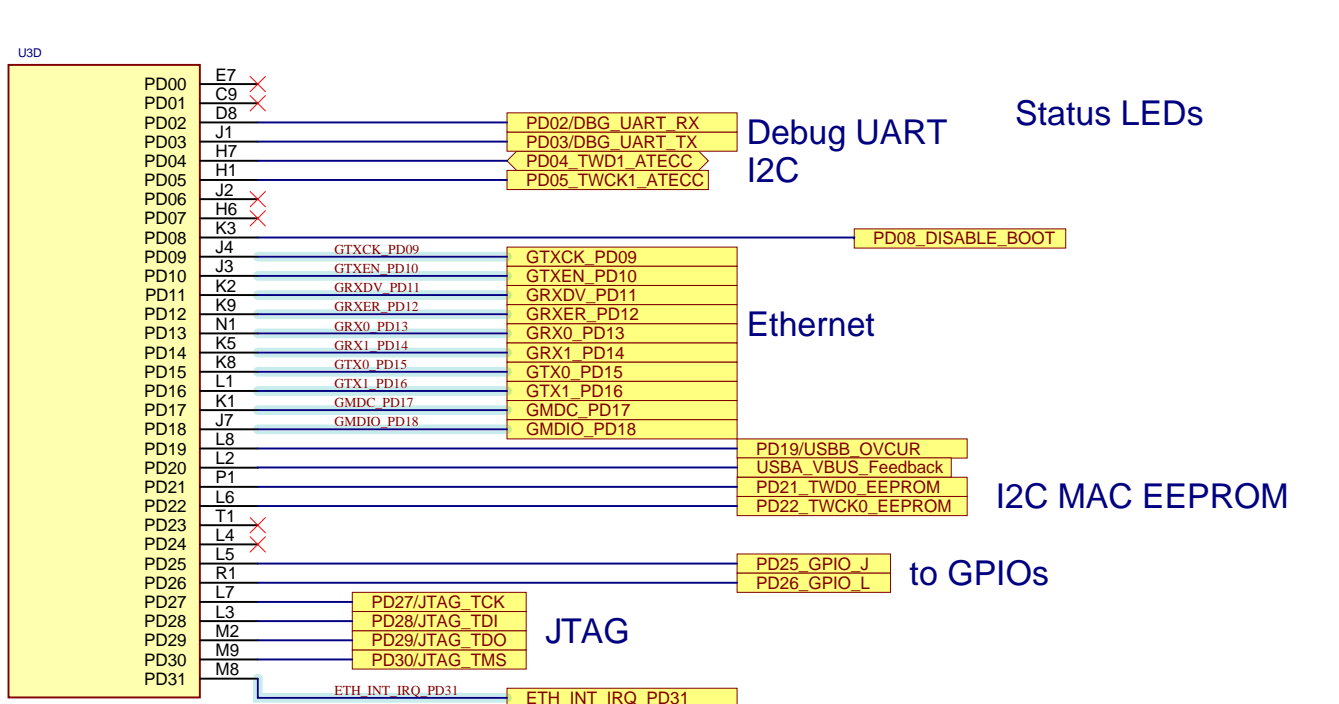 U3D
PD00 E7
PD01 C9
Status LEDs
PD02 D8 PD02/DBG_UART_RX
Debug UART
PD03 J1 PD03/DBG_UART_TX
PD04 H7 PD04_TWD1_ATECC
I2C
PD05 H1 PD05_TWCK1_ATECC
PD06 J2
PD07 H6
PD08 K3 PD08_DISABLE_BOOT
PD09 J4 GTXCK_PD09 GTXCK_PD09
PD10 J3 GTXEN_PD10 GTXEN_PD10
PD11 K2 GRXDV_PD11 GRXDV_PD11
PD12 K9 GRXER_PD12 GRXER_PD12
Ethernet
PD13 N1 GRX0_PD13 GRX0_PD13
PD14 K5 GRX1_PD14 GRX1_PD14
PD15 K8 GTX0_PD15 GTX0_PD15
PD16 L1 GTX1_PD16 GTX1_PD16
PD17 K1 GMDC_PD17 GMDC_PD17
PD18 J7 GMDIO_PD18 GMDIO_PD18
PD19 L8 PD19/USBB_OVCUR
PD20 L2 USBA_VBUS_Feedback
PD21 P1 PD21_TWD0_EEPROM
I2C MAC EEPROM
PD22 L6 PD22_TWCK0_EEPROM
PD23 T1
PD24 L4
PD25 L5 PD25_GPIO_J
to GPIOs
PD26 R1 PD26_GPIO_L
PD27 L7 PD27/JTAG_TCK
PD28 L3 PD28/JTAG_TDI
JTAG
PD29 M2 PD29/JTAG_TDO
PD30 M9 PD30/JTAG_TMS
PD31 M8 ETH_INT_IRQ_PD31 ETH_INT_IRQ_PD31